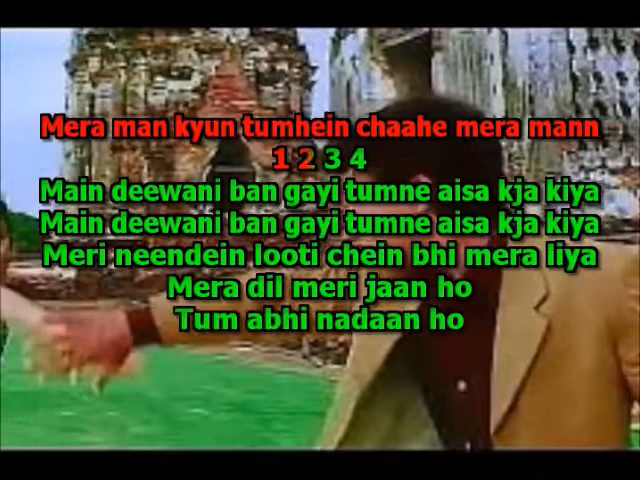 Mera man kyun tumhein chaahe mera mann
1 2 3 4
Main deewani ban gayi tumne aisa kja kiya
Main deewani ban gayi tumne aisa kja kiya
Meri neendein looti chein bhi mera liya
Mera dil meri jaan ho
Tum abhi nadaan ho